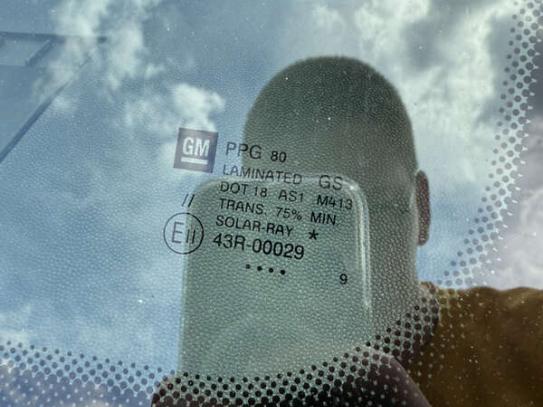 GM
PPG 80
LAMINATED GS
DOT 18 AS1 M413
TRANS. 75% MIN.
// SOLAR-RAY *
E11 43R-00029
9